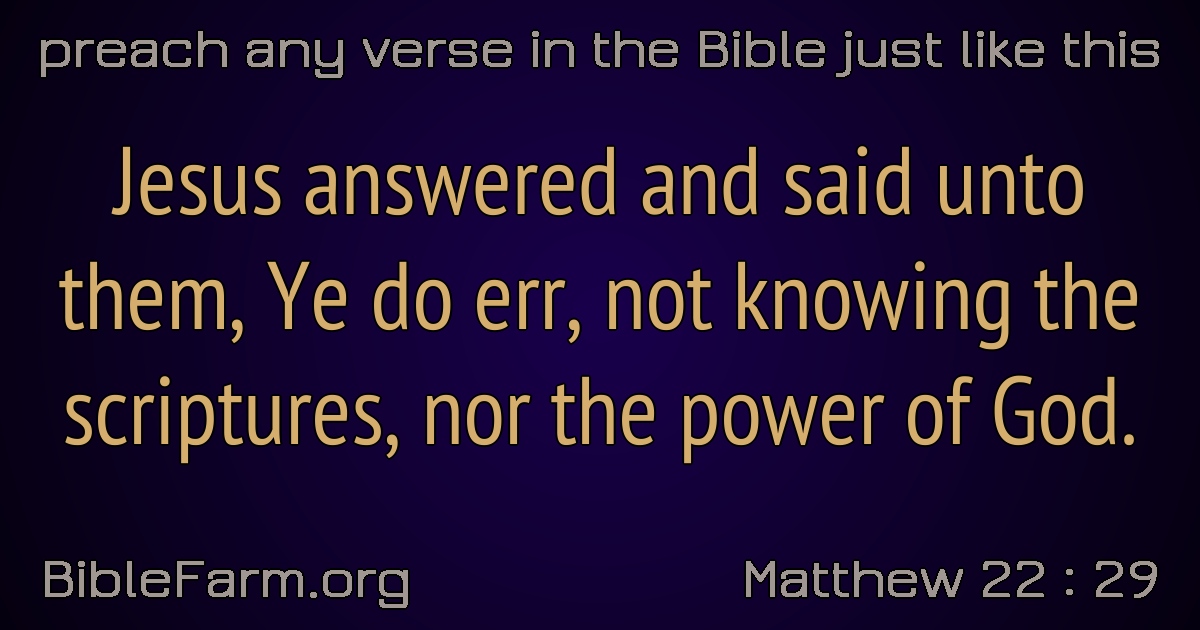 preach any verse in the Bible just like this
Jesus answered and said unto
them, Ye do err, not knowing the
scriptures, nor the power of God.
BibleFarm.org
Matthew 22 : 29